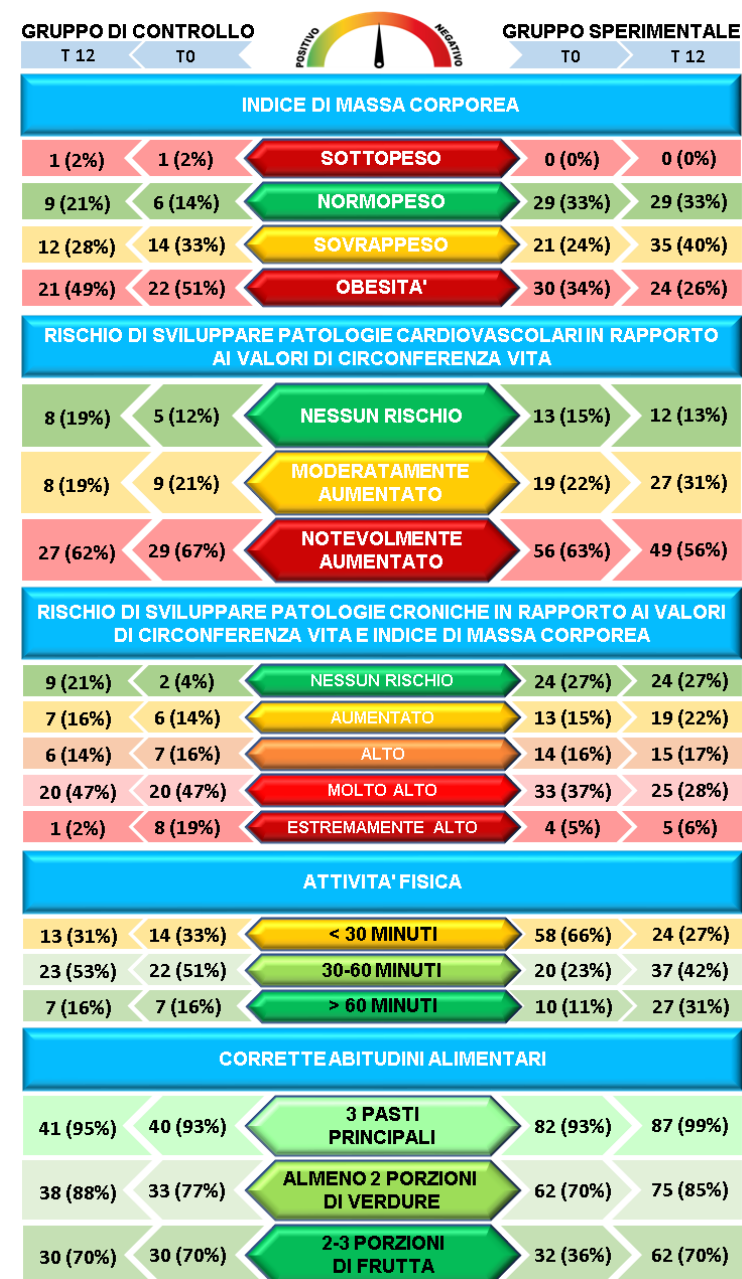 GRUPPO DI CONTROLLO POSITIVO NEGATIVO GRUPPO SPERIMENTALE
T 12 T0 T0 T 12
INDICE DI MASSA CORPOREA
1 (2%) 1 (2%) SOTTOPESO 0 (0%) 0 (0%)
9 (21%) 6 (14%) NORMOPESO 29 (33%) 29 (33%)
12 (28%) 14 (33%) SOVRAPPESO 21 (24%) 35 (40%)
21 (49%) 22 (51%) OBESITA' 30 (34%) 24 (26%)
RISCHIO DI SVILUPPARE PATOLOGIE CARDIOVASCOLARI IN RAPPORTO
AI VALORI DI CIRCONFERENZA VITA
8 (19%) 5 (12%) NESSUN RISCHIO 13 (15%) 12 (13%)
MODERATAMENTE
8 (19%) 9 (21%) AUMENTATO 19 (22%) 27 (31%)
NOTEVOLMENTE
27 (62%) 29 (67%) AUMENTATO 56 (63%) 49 (56%)
RISCHIO DI SVILUPPARE PATOLOGIE CRONICHE IN RAPPORTO AI VALORI
DI CIRCONFERENZA VITA E INDICE DI MASSA CORPOREA
9 (21%) 2 (4%) NESSUN RISCHIO 24 (27%) 24 (27%)
7 (16%) 6 (14%) AUMENTATO 13 (15%) 19 (22%)
6 (14%) 7 (16%) ALTO 14 (16%) 15 (17%)
20 (47%) 20 (47%) MOLTO ALTO 33 (37%) 25 (28%)
1 (2%) 8 (19%) ESTREMAMENTE ALTO 4 (5%) 5 (6%)
ATTIVITA' FISICA
13 (31%) 14 (33%) < 30 MINUTI 58 (66%) 24 (27%)
23 (53%) 22 (51%) 30-60 MINUTI 20 (23%) 37 (42%)
7 (16%) 7 (16%) > 60 MINUTI 10 (11%) 27 (31%)
CORRETTE ABITUDINI ALIMENTARI
3 PASTI
41 (95%) 40 (93%) PRINCIPALI 82 (93%) 87 (99%)
ALMENO 2 PORZIONI
38 (88%) 33 (77%) DI VERDURE 62 (70%) 75 (85%)
2-3 PORZIONI
30 (70%) 30 (70%) DI FRUTTA 32 (36%) 62 (70%)